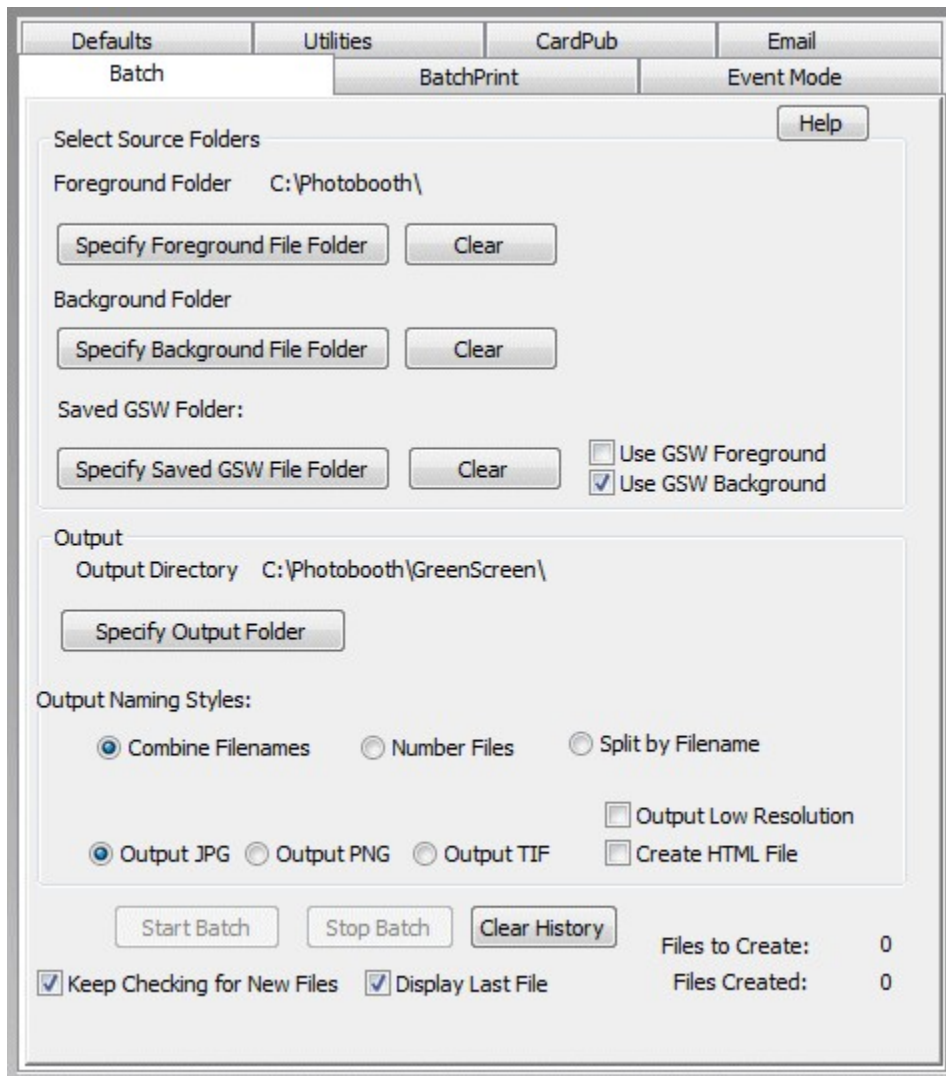 Defaults Utilities CardPub Email
Batch BatchPrint Event Mode
Help
Select Source Folders
Foreground Folder C:\Photobooth\
Specify Foreground File Folder Clear
Background Folder
Specify Background File Folder Clear
Saved GSW Folder:
Use GSW Foreground
Specify Saved GSW File Folder Clear
Use GSW Background
Output
Output Directory C:\Photobooth\GreenScreen\
Specify Output Folder
Output Naming Styles:
Combine Filenames Number Files Split by Filename
Output Low Resolution
Output JPG Output PNG Output TIF Create HTML File
Start Batch Stop Batch Clear History
Files to Create: 0
Keep Checking for New Files Display Last File Files Created: 0